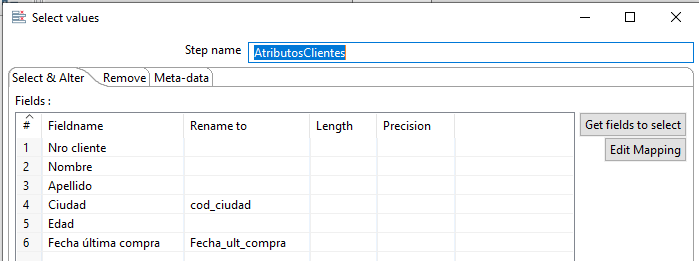 Select values
Step name AtributosClientes
Select & Alter Remove Meta-data
Fields :
# Fieldname Rename to Length Precision
Get fields to select
Edit Mapping
1 Nro cliente
2 Nombre
3 Apellido
4 Ciudad cod_ciudad
5 Edad
6 Fecha última compra Fecha_ult_compra